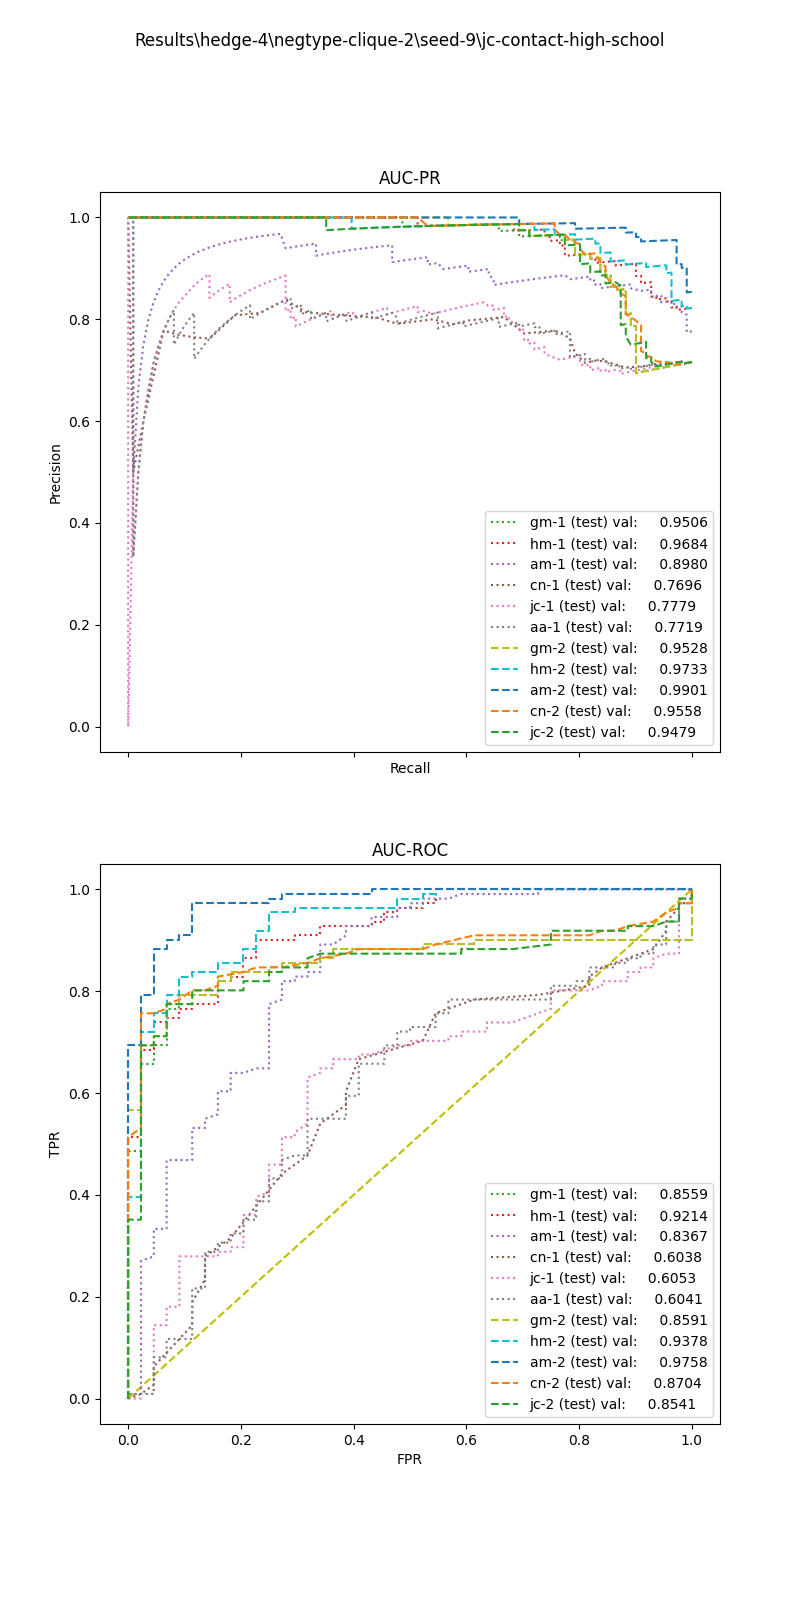 Results\hedge-4\negtype-clique-2\seed-9\jc-contact-high-school
AUC-PR
1.0
0.8
0.6
0.4
0.2
0.0
Precision
Recall
gm-1 (test) val: 0.9506
hm-1 (test) val: 0.9684
am-1 (test) val: 0.8980
cn-1 (test) val: 0.7696
jc-1 (test) val: 0.7779
aa-1 (test) val: 0.7719
gm-2 (test) val: 0.9528
hm-2 (test) val: 0.9733
am-2 (test) val: 0.9901
cn-2 (test) val: 0.9558
jc-2 (test) val: 0.9479
AUC-ROC
1.0
0.8
0.6
0.4
0.2
0.0
TPR
gm-1 (test) val: 0.8559
hm-1 (test) val: 0.9214
am-1 (test) val: 0.8367
cn-1 (test) val: 0.6038
jc-1 (test) val: 0.6053
aa-1 (test) val: 0.6041
gm-2 (test) val: 0.8591
hm-2 (test) val: 0.9378
am-2 (test) val: 0.9758
cn-2 (test) val: 0.8704
jc-2 (test) val: 0.8541
0.0 0.2 0.4 0.6 0.8 1.0
FPR